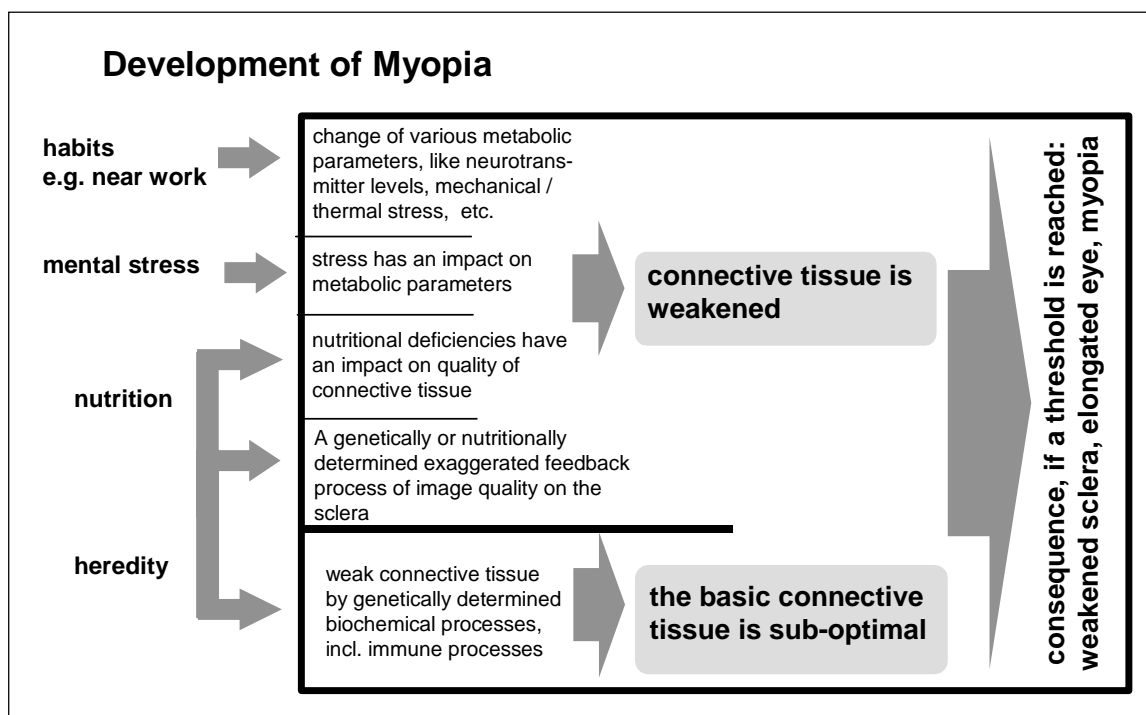 Development of Myopia
habits
e.g. near work
change of various metabolic
parameters, like neurotrans-
mitter levels, mechanical /
thermal stress,  etc.
mental stress
stress has an impact on
metabolic parameters
nutrition
nutritional deficiencies have
an impact on quality of
connective tissue
A genetically or nutritionally
determined exaggerated feedback
process of image quality on the
sclera
heredity
weak connective tissue
by genetically determined
biochemical processes,
incl. immune processes
connective tissue is
weakened
the basic connective
tissue is sub-optimal
consequence, if a threshold is reached:
weakened sclera, elongated eye, myopia